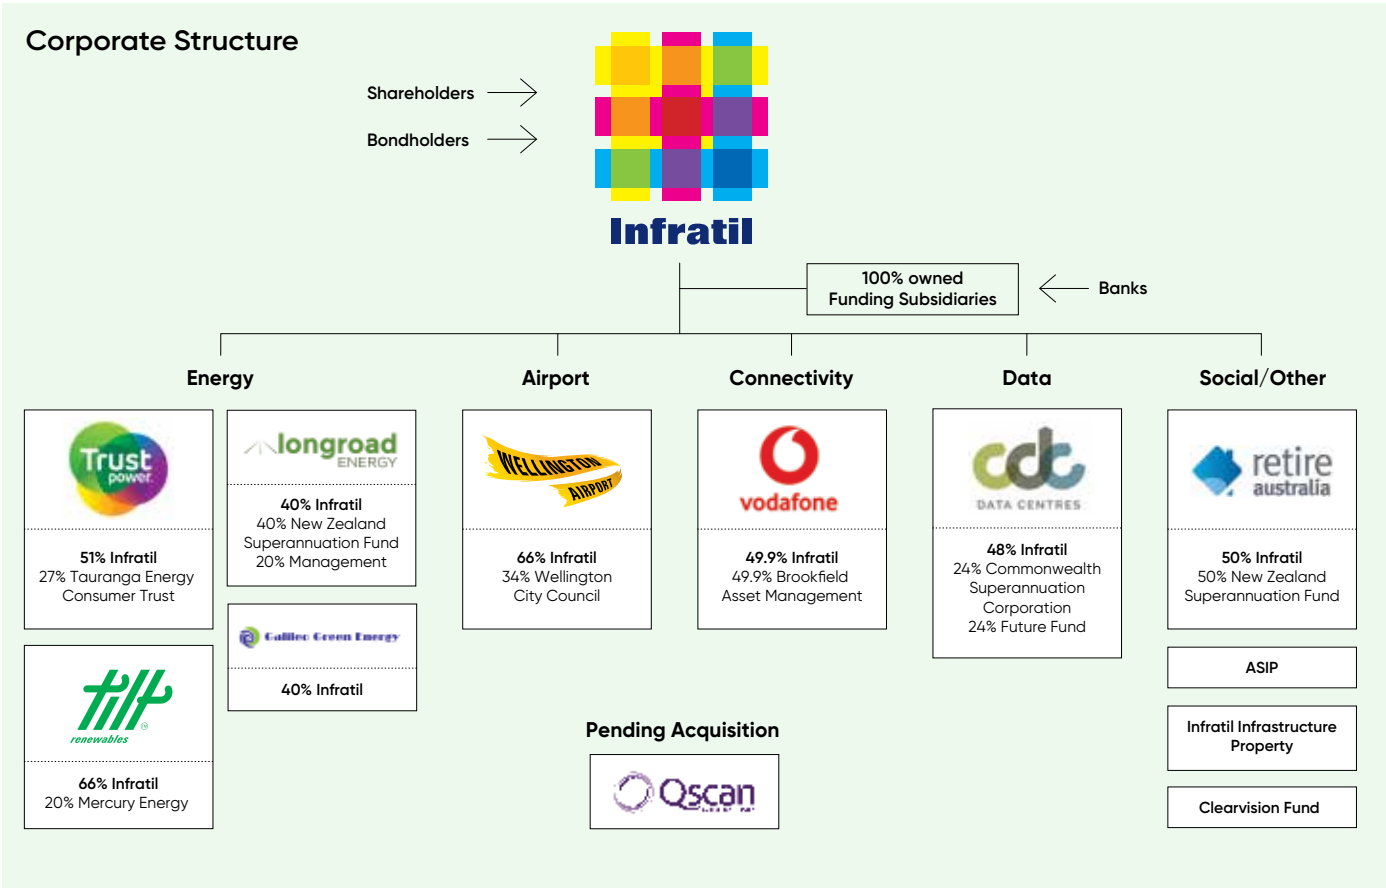 Corporate Structure
Shareholders
Bondholders
Infratil
100% owned
Funding Subsidiaries
Banks
Energy
Airport
Connectivity
Data
Social/Other
Trust
power.
51% Infratil
27% Tauranga Energy
Consumer Trust
longroad
ENERGY
40% Infratil
40% New Zealand
Superannuation Fund
20% Management
Galileo Green Energy
40% Infratil
tilt
renewables
66% Infratil
20% Mercury Energy
WELLINGTON
AIRPORT
66% Infratil
34% Wellington
City Council
vodafone
49.9% Infratil
49.9% Brookfield
Asset Management
cdc
DATA CENTRES
48% Infratil
24% Commonwealth
Superannuation
Corporation
24% Future Fund
retire
australia
50% Infratil
50% New Zealand
Superannuation Fund
ASIP
Infratil Infrastructure
Property
Clearvision Fund
Pending Acquisition
Qscan